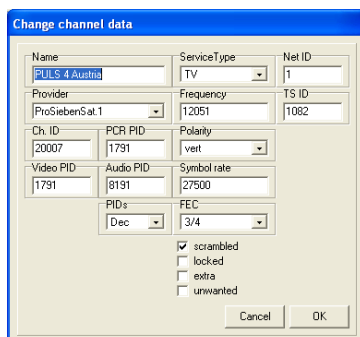 Change channel data
Name ServiceType Net ID
PULS 4 Austria TV 1
Provider Frequency TS ID
ProSiebenSat.1 12051 1082
Ch. ID PCR PID Polarity
20007 1791 vert
Video PID Audio PID Symbol rate
1791 8191 27500
PIDs FEC
Dec 3/4
scrambled
locked
extra
unwanted
Cancel OK